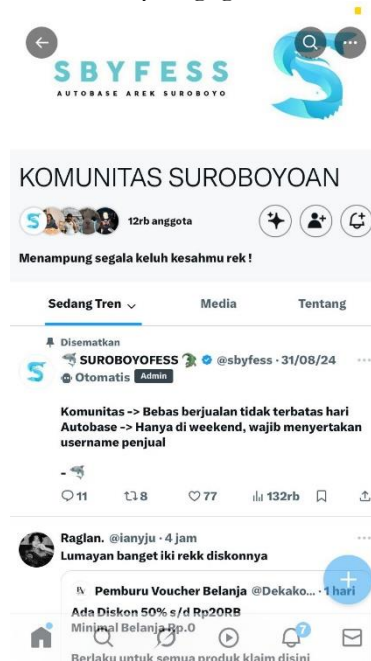 SBYFESS
AUTOBASE AREK SUROBOYO
KOMUNITAS SUROBOYOAN
12rb anggota
Menampung segala keluh kesahmu rek !
Sedang Tren
Media
Tentang
Disematkan
SUROBOYOFESS @sbyfess · 31/08/24
Otomatis Admin
Komunitas -> Bebas berjualan tidak terbatas hari
Autobase -> Hanya di weekend, wajib menyertakan
username penjual
-
11 8 77 132rb
Raglan. @ianyju · 4 jam
Lumayan banget iki rekk diskonnya
Pemburu Voucher Belanja @Dekako... · 1 hari
Ada Diskon 50% s/d Rp20RB
Minimal Belanja Rp.0
7
Berlaku untuk semua produk klaim disini